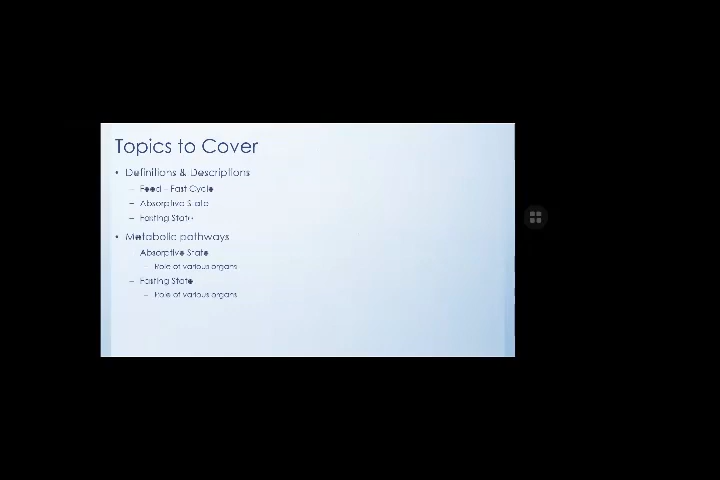 Topics to Cover
• Definitions & Descriptions
– Feed - Fast Cycle
– Absorptive State
– Fasting State
• Metabolic pathways
Absorptive State
Role of various organs
– Fasting State
– Role of various organs